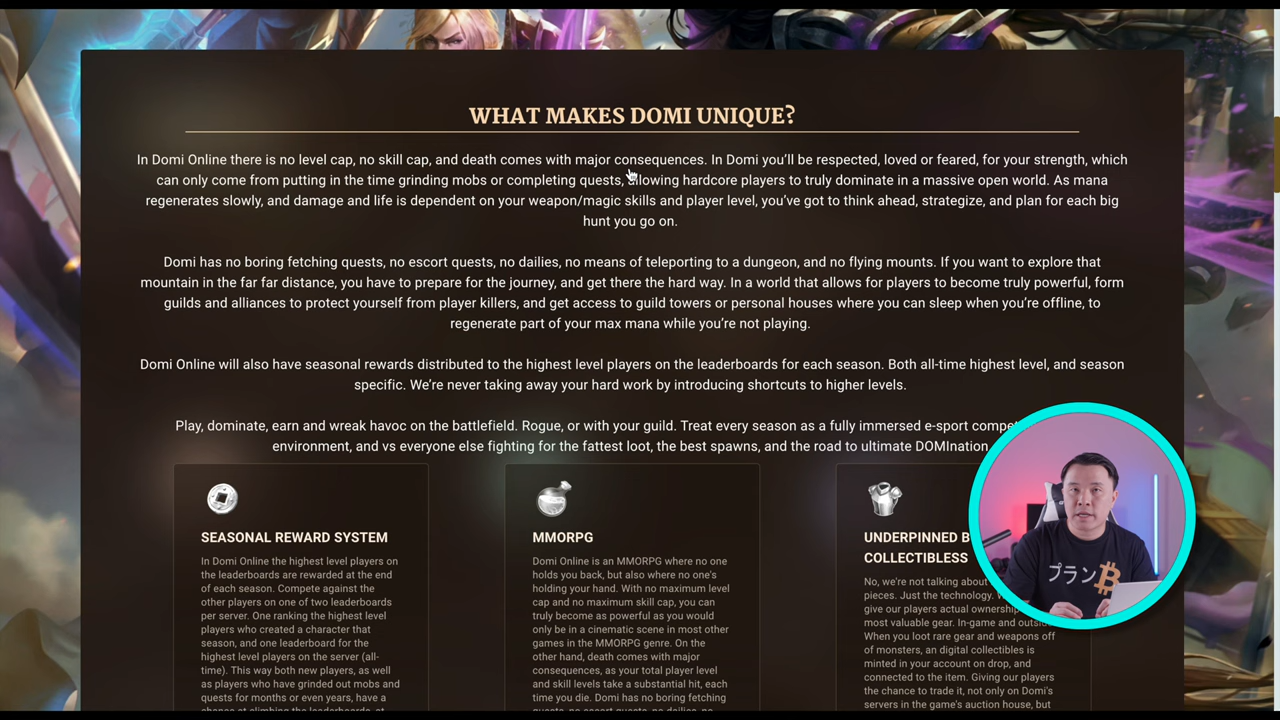 WHAT MAKES DOMI UNIQUE?
In Domi Online there is no level cap, no skill cap, and death comes with major consequences. In Domi you'll be respected, loved or feared, for your strength, which
can only come from putting in the time grinding mobs or completing quests, allowing hardcore players to truly dominate in a massive open world. As mana
regenerates slowly, and damage and life is dependent on your weapon/magic skills and player level, you've got to think ahead, strategize, and plan for each big
hunt you go on.
Domi has no boring fetching quests, no escort quests, no dailies, no means of teleporting to a dungeon, and no flying mounts. If you want to explore that
mountain in the far far distance, you have to prepare for the journey, and get there the hard way. In a world that allows for players to become truly powerful, form
guilds and alliances to protect yourself from player killers, and get access to guild towers or personal houses where you can sleep when you're offline, to
regenerate part of your max mana while you're not playing.
Domi Online will also have seasonal rewards distributed to the highest level players on the leaderboards for each season. Both all-time highest level, and season
specific. We're never taking away your hard work by introducing shortcuts to higher levels.
Play, dominate, earn and wreak havoc on the battlefield. Rogue, or with your guild. Treat every season as a fully immersed e-sport
environment, and vs everyone else fighting for the fattest loot, the best spawns, and the road to ultimate DOMInation
SEASONAL REWARD SYSTEM
In Domi Online the highest level players on
the leaderboards are rewarded at the end
of each season. Compete against the
other players on one of two leaderboards
per server. One ranking the highest level
players who created a character that
season, and one leaderboard for the
highest level players on the server (all-
time). This way both new players, as well
as players who have grinded out mobs and
quests for months or even years, have a
MMORPG
Domi Online is an MMORPG where no one
holds you back, but also where no one's
holding your hand. With no maximum level
cap and no maximum skill cap, you can
truly become as powerful as you would
only be in a cinematic scene in most other
games in the MMORPG genre. On the
other hand, death comes with major
consequences, as your total player level
and skill levels take a substantial hit, each
time you die. Domi has no boring fetching
UNDERPINNED
COLLECTIBLESS
No, we're not talking about
pieces. Just the technology.
give our players actual ownership
most valuable gear. In-game and
When you loot rare gear and weapons off
of monsters, an digital collectibles is
minted in your account on drop, and
connected to the item. Giving our players
the chance to trade it, not only on Domi's
servers in the game's auction house, but
プラン